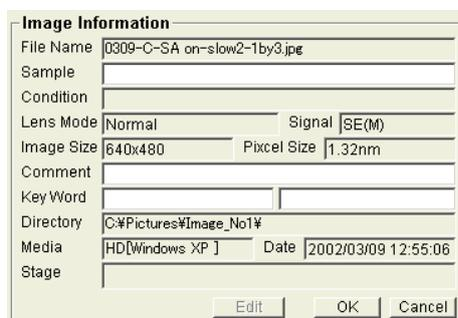 Image Information
File Name 0309-C-SA on-slow2-1by3.jpg
Sample
Condition
Lens Mode Normal Signal SE(M)
Image Size 640x480 Pixcel Size 1.32nm
Comment
Key Word
Directory C:¥Pictures¥Image_No1¥
Media HD[Windows XP ] Date 2002/03/09 12:55:06
Stage
Edit OK Cancel